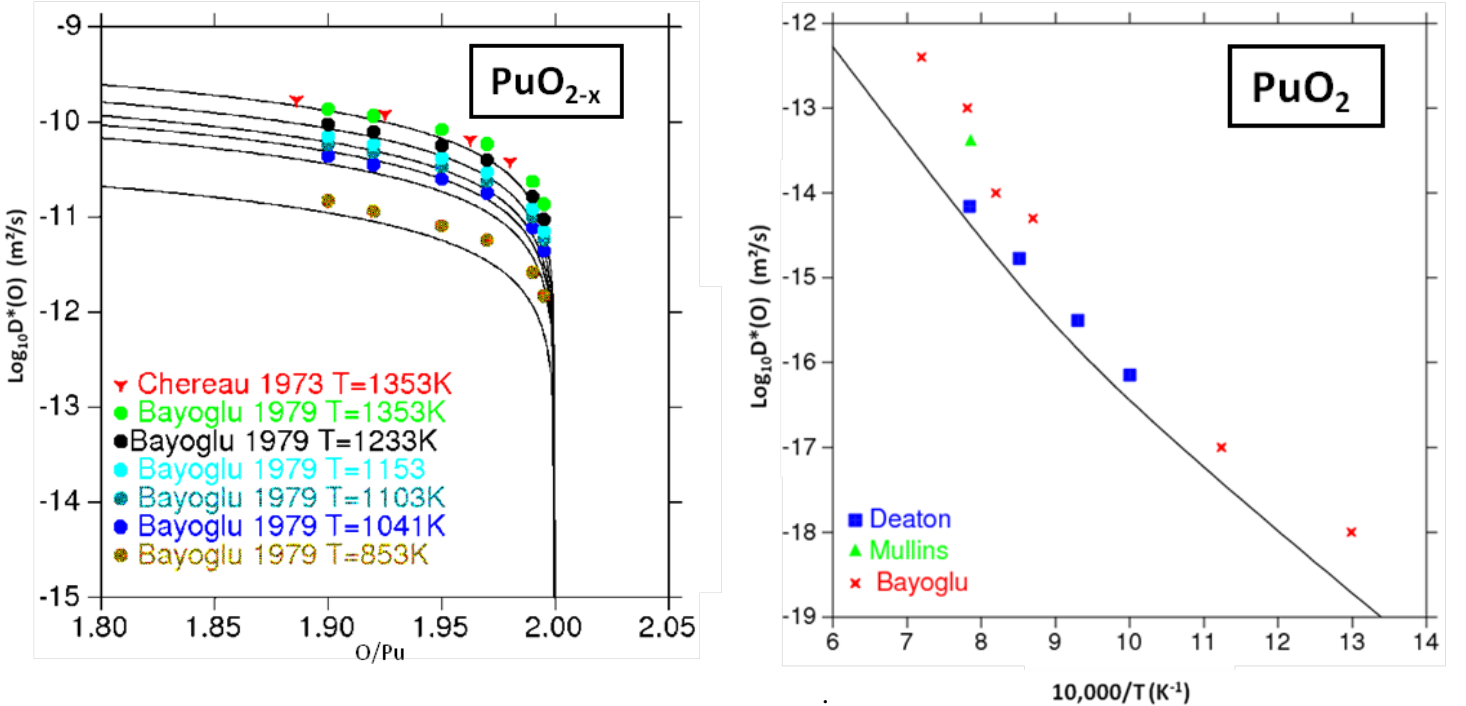 -9
-10
-11
-12
-13
-14
-15
Log₁₀D*(O) (m²/s)
PuO₂₋ₓ
Chereau 1973 T=1353K
Bayoglu 1979 T=1353K
Bayoglu 1979 T=1233K
Bayoglu 1979 T=1153
Bayoglu 1979 T=1103K
Bayoglu 1979 T=1041K
Bayoglu 1979 T=853K
1.80 1.85 1.90 1.95 2.00 2.05
O/Pu
-12
-13
-14
-15
-16
-17
-18
-19
Log₁₀D*(O) (m²/s)
PuO₂
Deaton
Mullins
Bayoglu
6 7 8 9 10 11 12 13 14
10,000/T (K⁻¹)
.